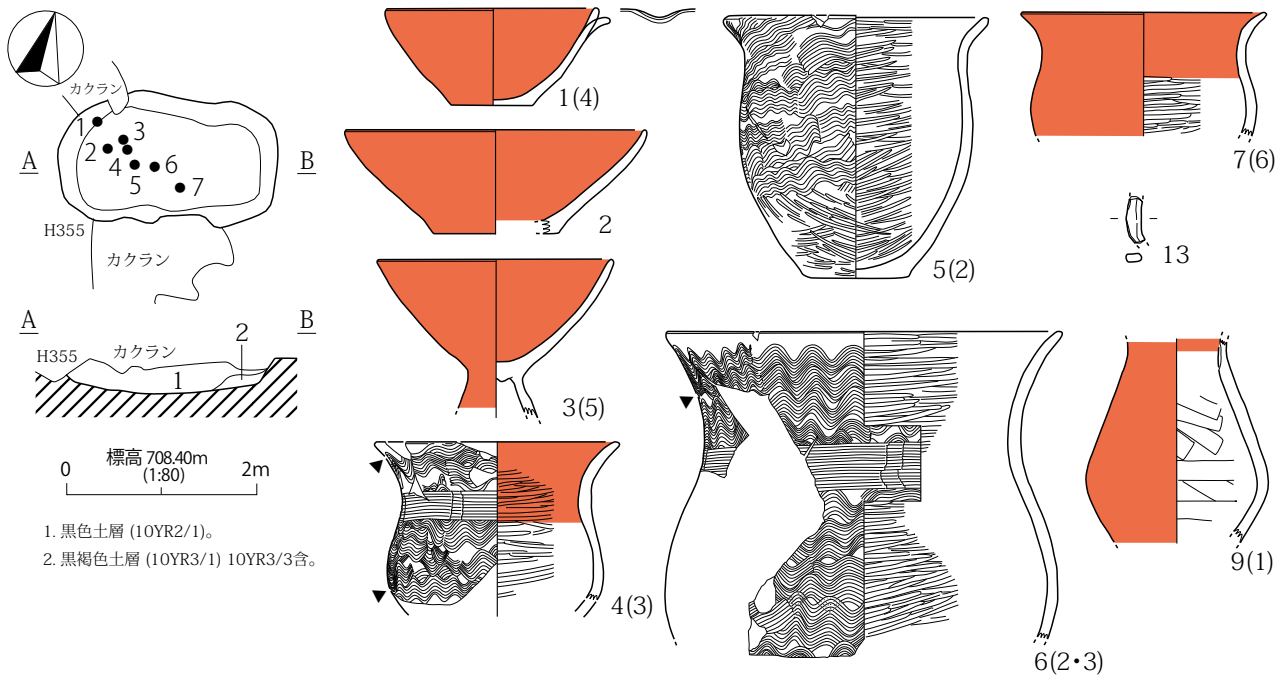 カクラン
1
3
2
4
6
5
7
A
B
H355
カクラン
A
B
2
H355
カクラン
1
標高 708.40m
(1:80)
0
2m
1. 黒色土層 (10YR2/1)。
2. 黒褐色土層 (10YR3/1) 10YR3/3含。
1(4)
2
3(5)
4(3)
5(2)
6(2・3)
7(6)
13
9(1)